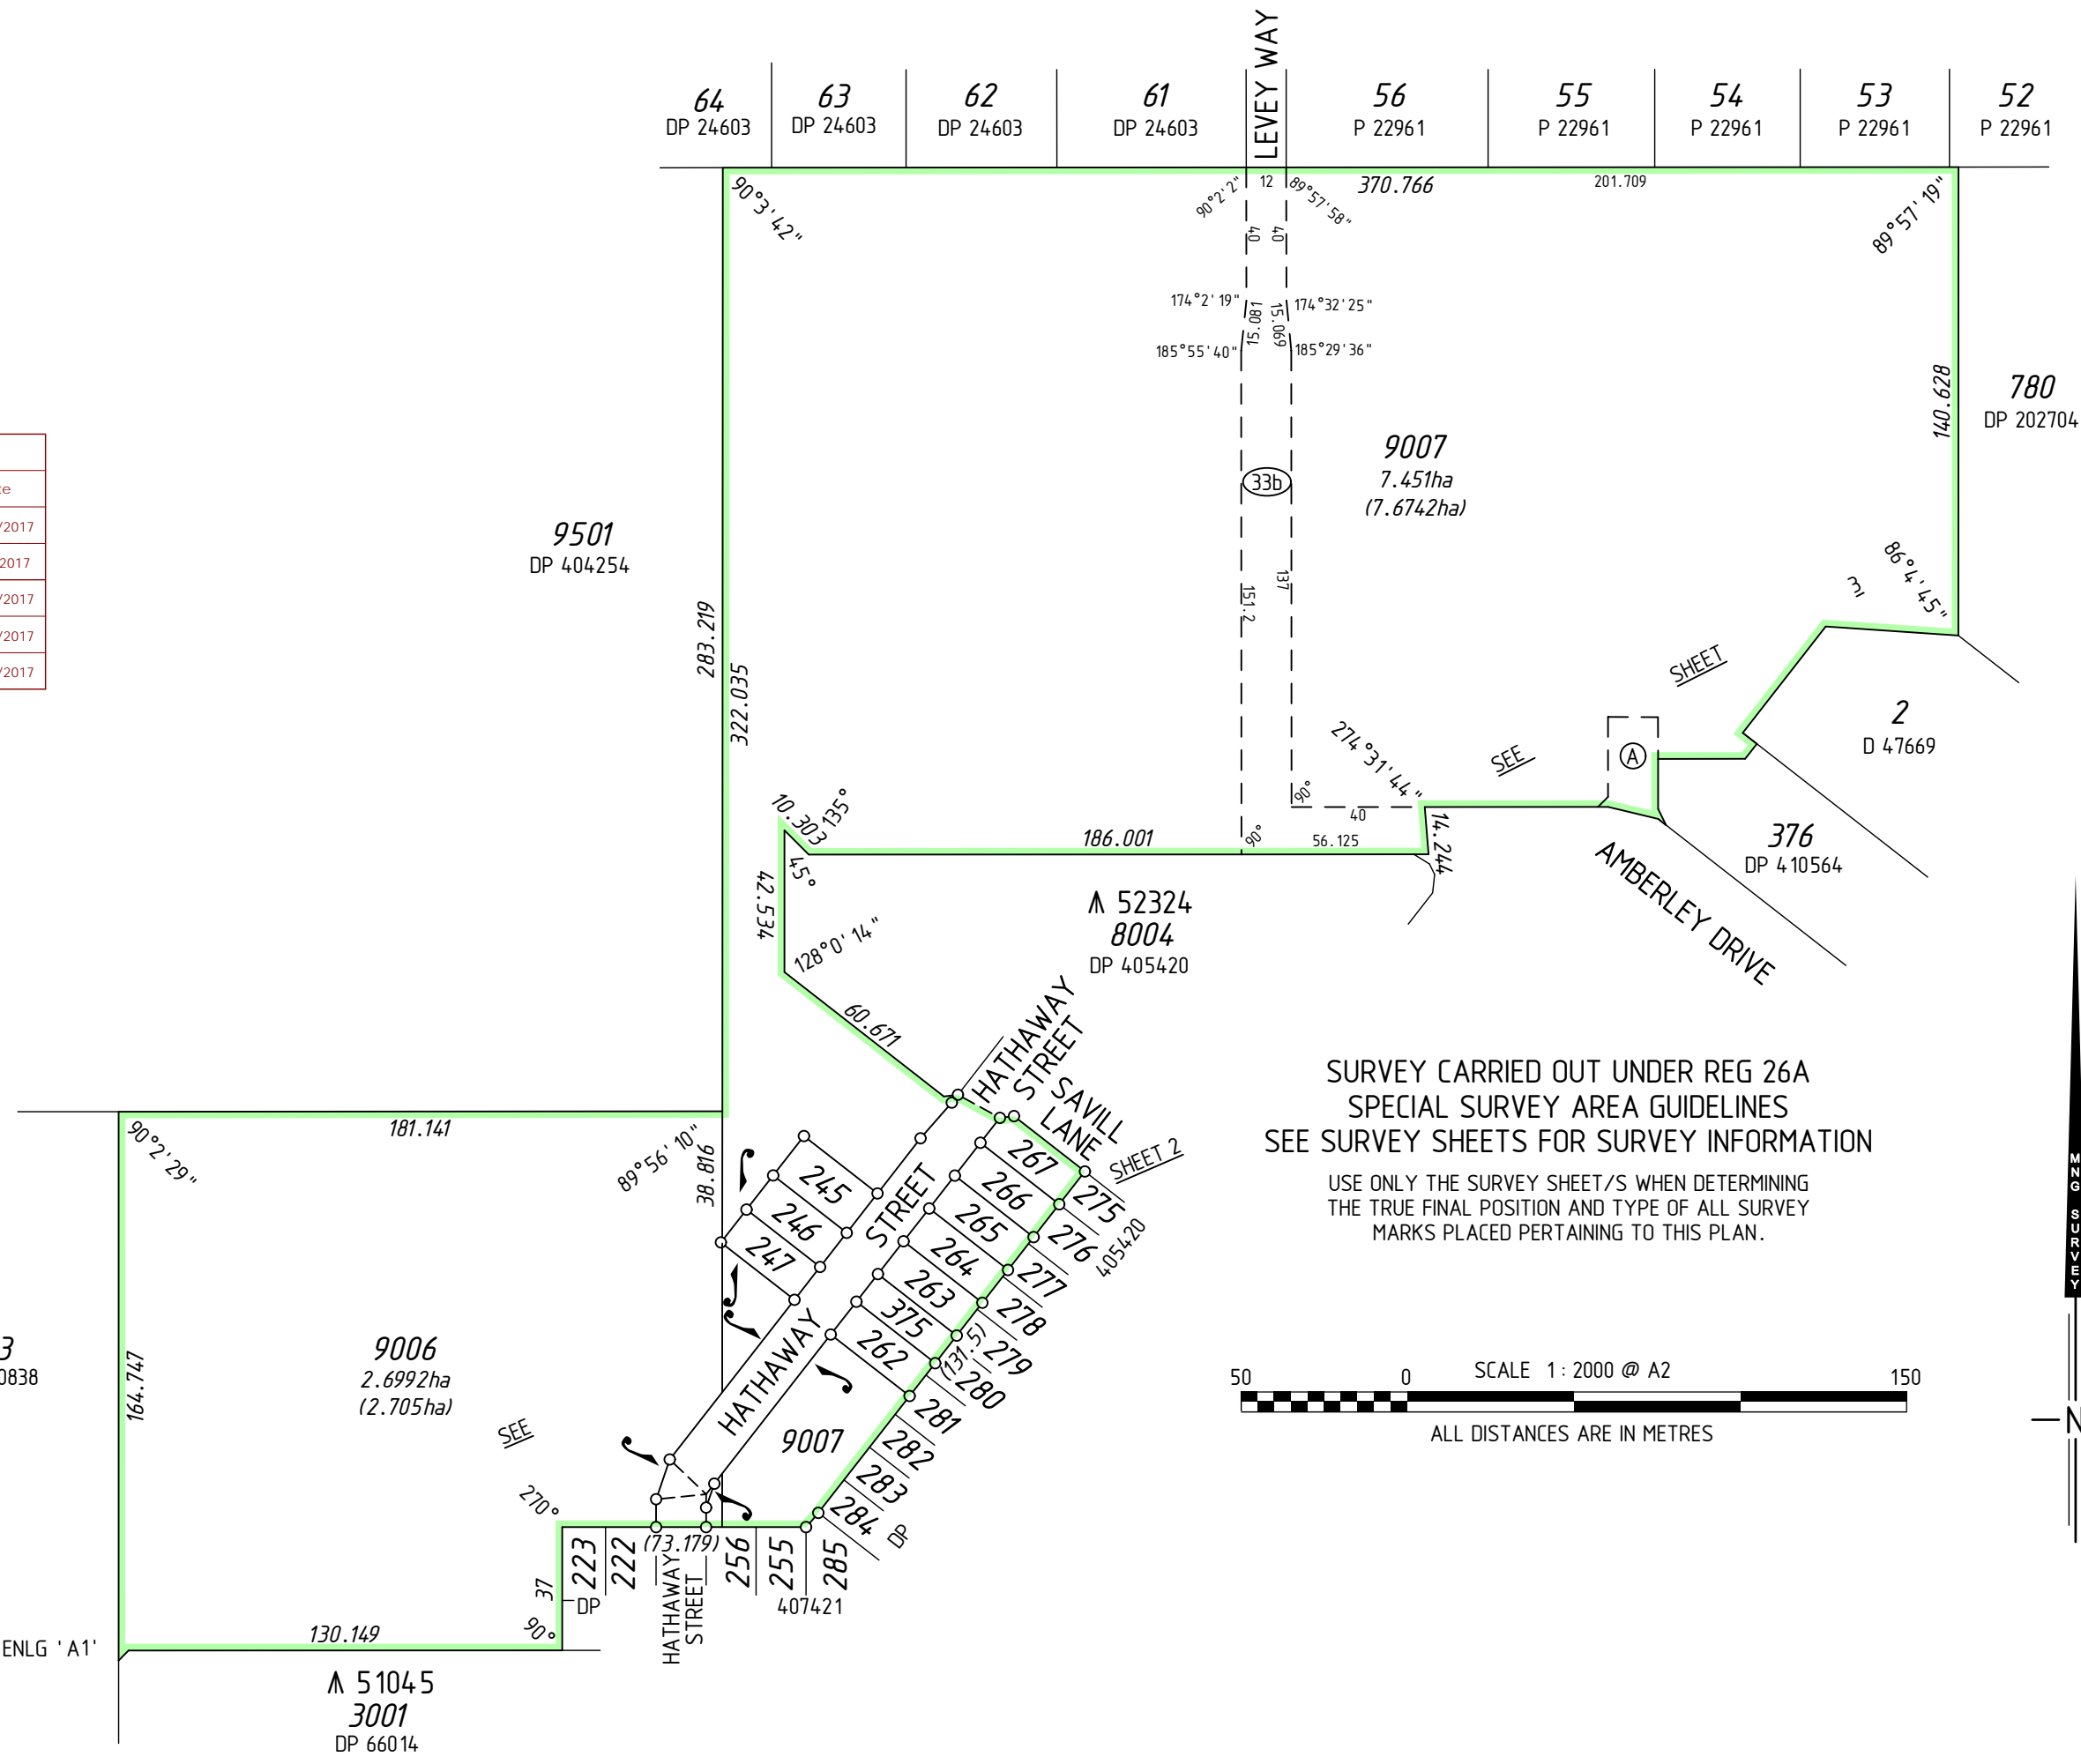 LEVEY WAY
64
DP 24603
63
DP 24603
62
DP 24603
61
DP 24603
56
P 22961
55
P 22961
54
P 22961
53
P 22961
52
P 22961
90°3'42"
90°2'2"
12
89°57'58"
370.766
201.709
89°57'19"
40
40
174°2'19"
15.081
15.069
174°32'25"
185°55'40"
185°29'36"
140.628
780
DP 202704
9007
7.451ha
(7.6742ha)
33b
/2017
2017
/2017
/2017
/2017
9501
DP 404254
283.219
322.035
151.2
137
86°4'45"
3
SHEET
SEE
2
D 47669
A
274°31'44"
90°
40
14.244
10.303
135°
45°
186.001
90°
56.125
376
DP 410564
AMBERLEY DRIVE
42.534
128°0'14"
52324
8004
DP 405420
60.671
HATHAWAY
STREET
SAVILL
LANE
SHEET 2
SURVEY CARRIED OUT UNDER REG 26A
SPECIAL SURVEY AREA GUIDELINES
SEE SURVEY SHEETS FOR SURVEY INFORMATION
USE ONLY THE SURVEY SHEET/S WHEN DETERMINING
THE TRUE FINAL POSITION AND TYPE OF ALL SURVEY
MARKS PLACED PERTAINING TO THIS PLAN.
MNG SURVEY
181.141
90°2'29"
89°56'10"
38.816
245
246
247
STREET
HATHAWAY
267
266
265
264
263
375
262
275
276
277
278
279
280
281
282
283
284
DP
405420
(131.5)
9007
3
0838
164.747
9006
2.6992ha
(2.705ha)
SEE
270°
50
0
SCALE 1:2000 @ A2
150
ALL DISTANCES ARE IN METRES
N
223
222
(73.179)
256
255
285
37
DP
HATHAWAY
STREET
407421
130.149
90°
ENLG 'A1'
51045
3001
DP 66014